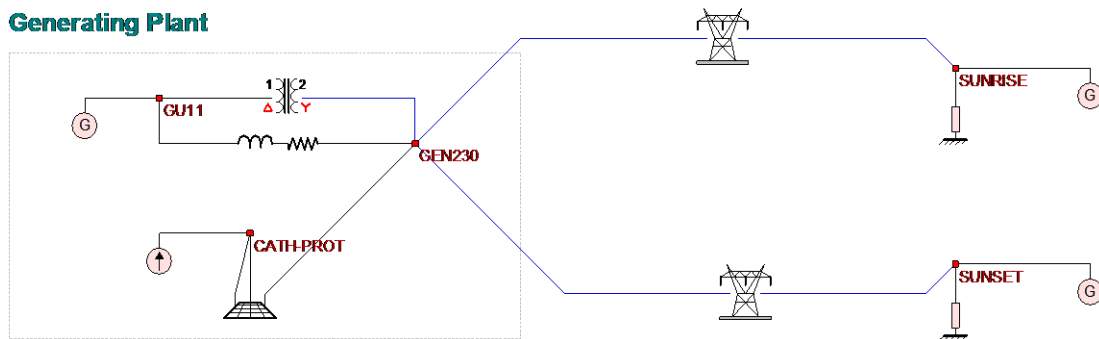 Generating Plant
1 2
Δ Y
GU11
G
GEN230
CATH-PROT
SUNRISE
G
SUNSET
G